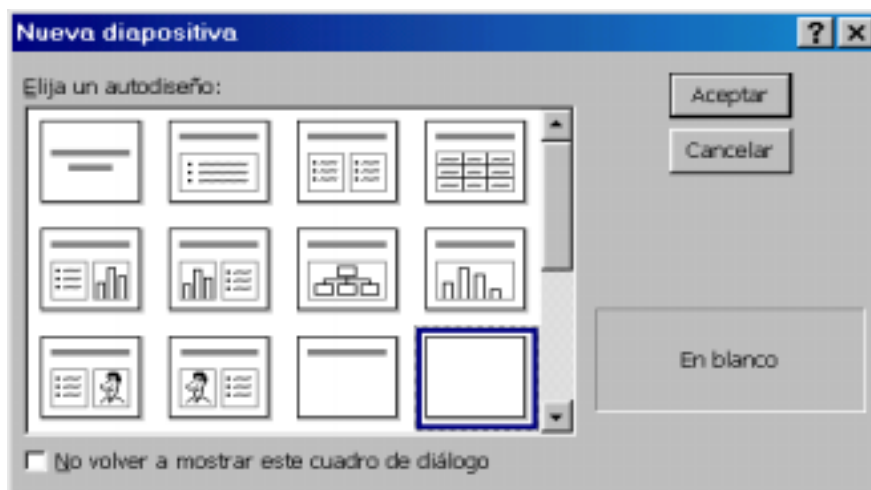 Nueva diapositiva
Elija un autodiseño:
Aceptar
Cancelar
En blanco
No volver a mostrar este cuadro de diálogo